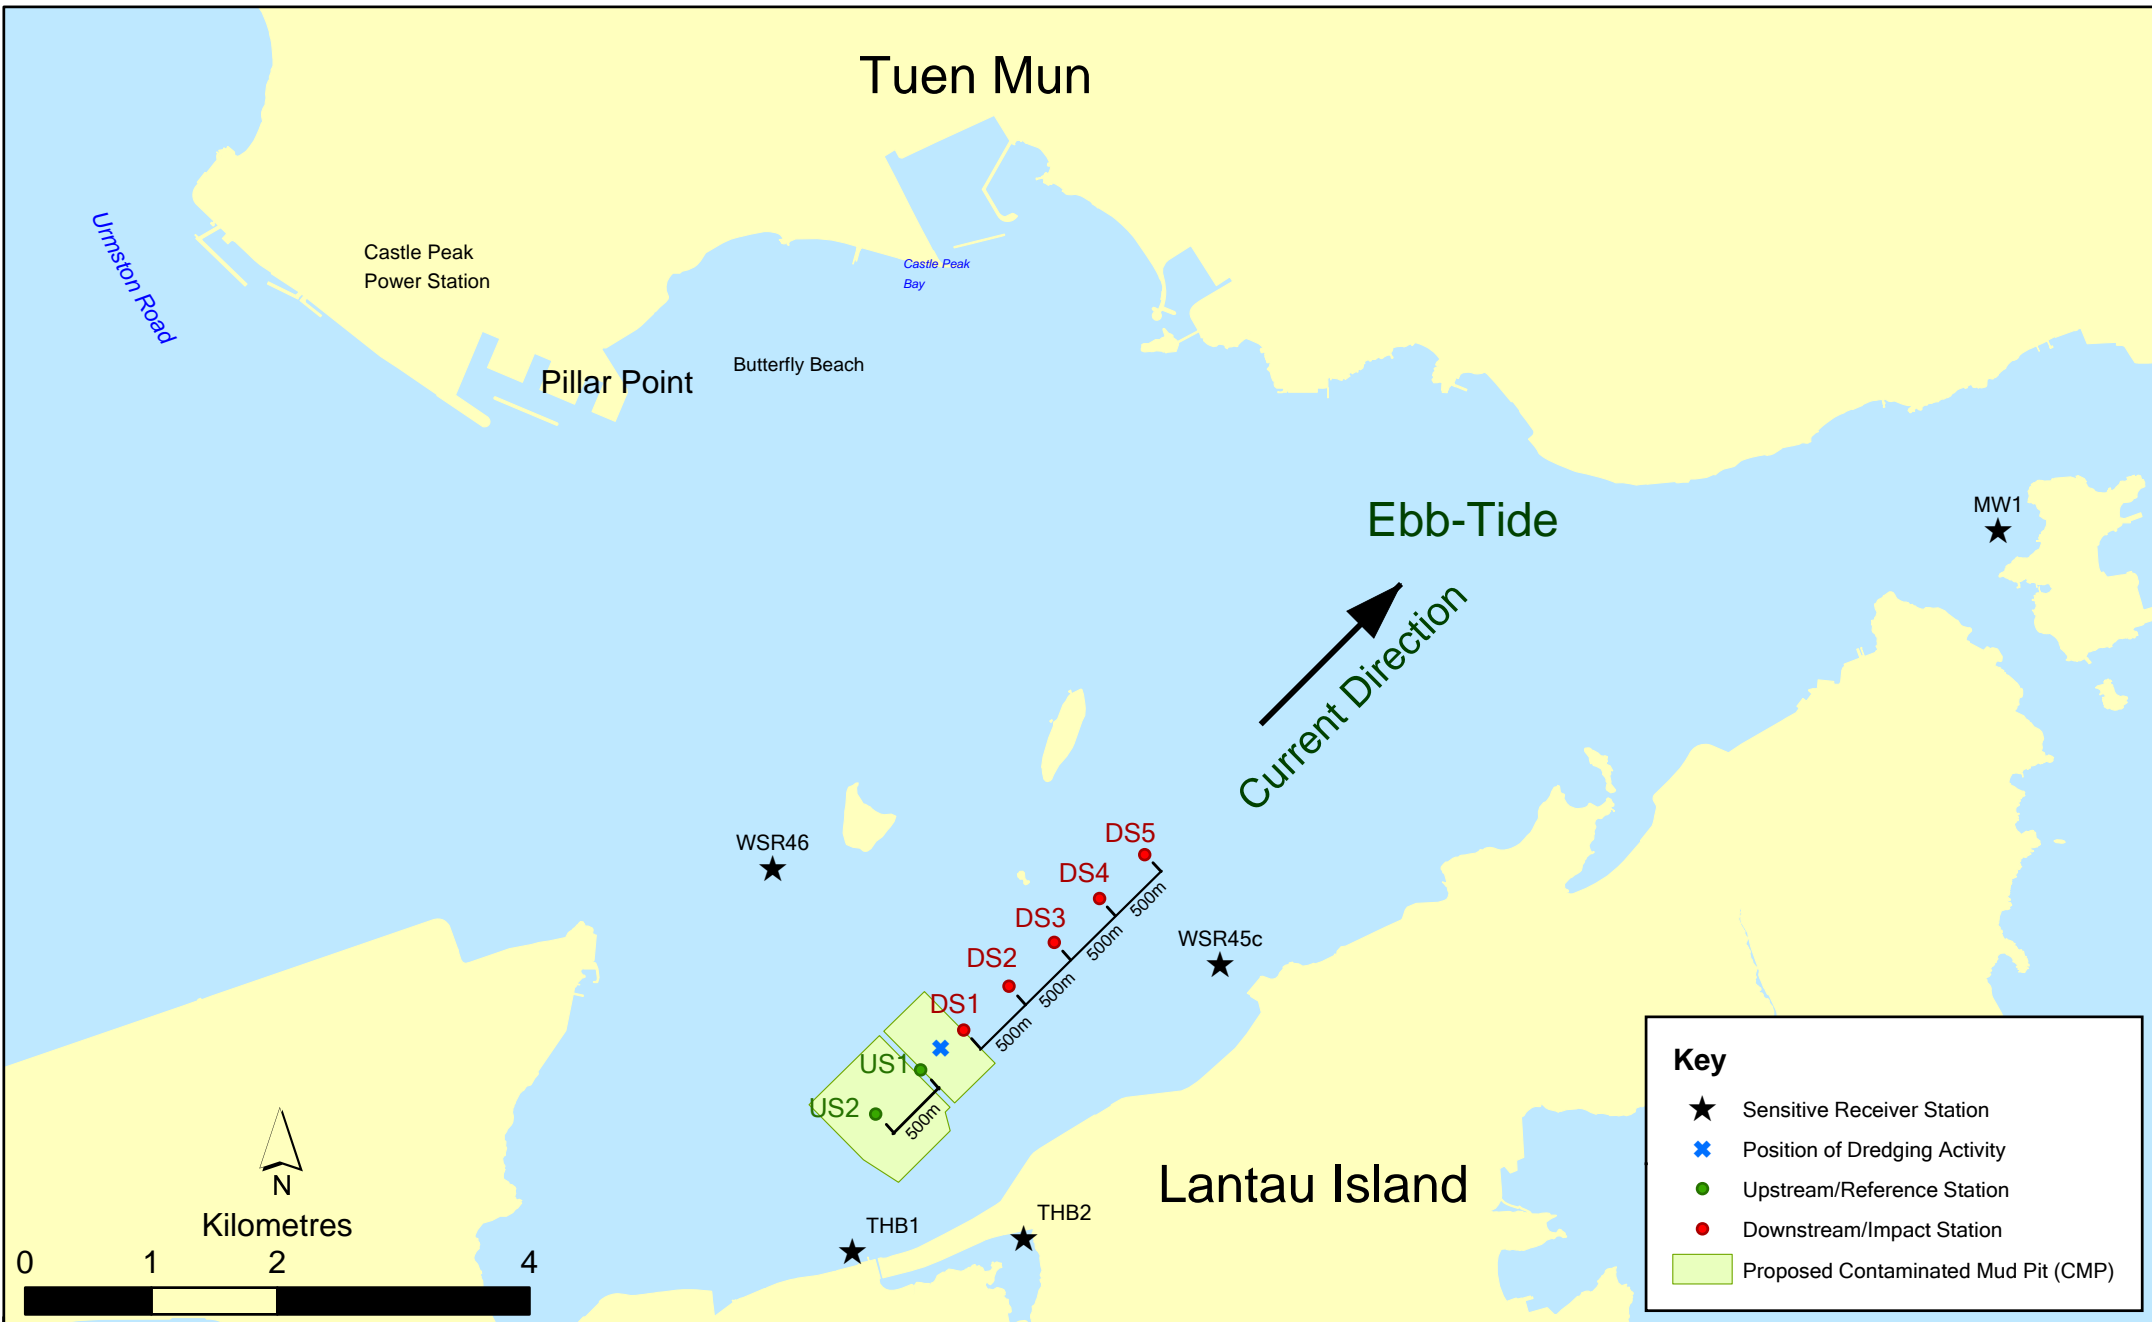 Tuen Mun
Urmston Road
Castle Peak
Power Station
Castle Peak
Bay
Pillar Point
Butterfly Beach
Ebb-Tide
Current Direction
MW1
WSR46
WSR45c
DS5
DS4
DS3
DS2
DS1
US1
US2
500m
500m
500m
500m
500m
THB1
THB2
Lantau Island
N
Kilometres
0 1 2 4
Key
Sensitive Receiver Station
Position of Dredging Activity
Upstream/Reference Station
Downstream/Impact Station
Proposed Contaminated Mud Pit (CMP)